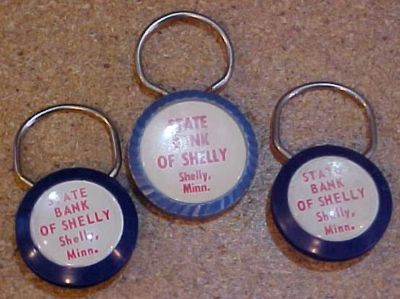 STATE
BANK
OF SHELLY
Shelly,
Minn.
STATE
BANK
OF SHELLY
Shelly,
Minn.
STATE
BANK
OF SHELLY
Shelly,
Minn.